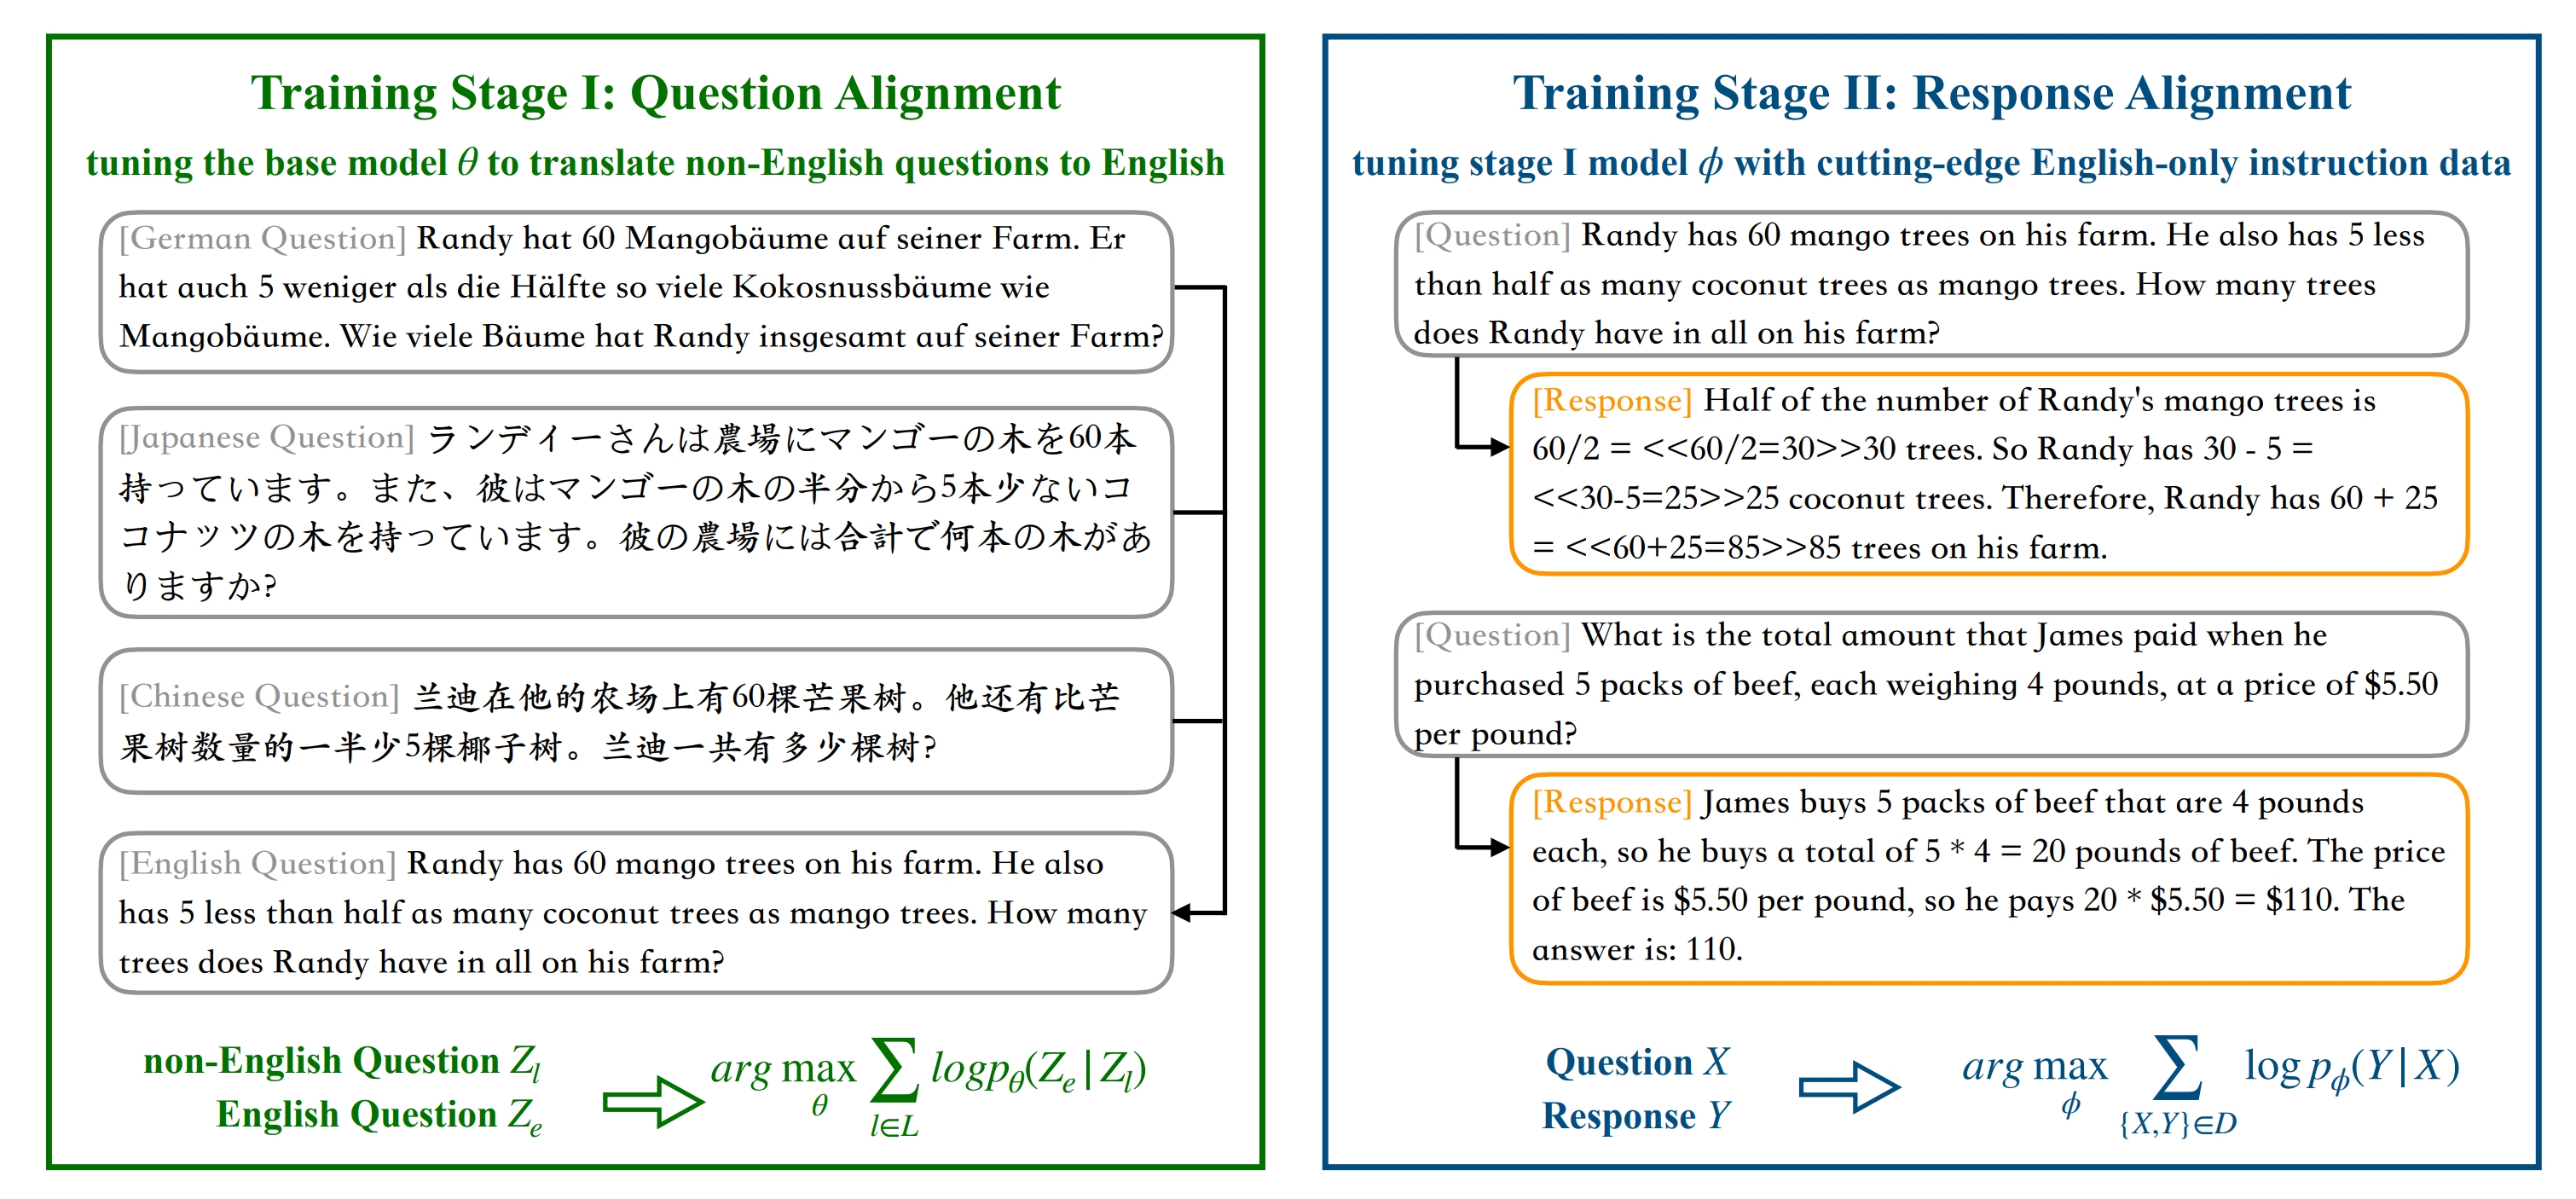 Training Stage I: Question Alignment
tuning the base model θ to translate non-English questions to English
[German Question] Randy hat 60 Mangobäume auf seiner Farm. Er
hat auch 5 weniger als die Hälfte so viele Kokosnussbäume wie
Mangobäume. Wie viele Bäume hat Randy insgesamt auf seiner Farm?
[Japanese Question] ランディーさんは農場にマンゴーの木を60本
持っています。また、彼はマンゴーの木の半分から5本少ないコ
コナッツの木を持っています。彼の農場には合計で何本の木があ
りますか?
[Chinese Question] 兰迪在他的农场上有60棵芒果树。他还有比芒
果树数量的一半少5棵椰子树。兰迪一共有多少棵树?
[English Question] Randy has 60 mango trees on his farm. He also
has 5 less than half as many coconut trees as mango trees. How many
trees does Randy have in all on his farm?
non-English Question Z_l
English Question Z_e
arg max_θ ∑_{l∈L} logp_θ(Z_e|Z_l)
Training Stage II: Response Alignment
tuning stage I model ϕ with cutting-edge English-only instruction data
[Question] Randy has 60 mango trees on his farm. He also has 5 less
than half as many coconut trees as mango trees. How many trees
does Randy have in all on his farm?
[Response] Half of the number of Randy's mango trees is
60/2 = <<60/2=30>>30 trees. So Randy has 30 - 5 =
<<30-5=25>>25 coconut trees. Therefore, Randy has 60 + 25
= <<60+25=85>>85 trees on his farm.
[Question] What is the total amount that James paid when he
purchased 5 packs of beef, each weighing 4 pounds, at a price of $5.50
per pound?
[Response] James buys 5 packs of beef that are 4 pounds
each, so he buys a total of 5 * 4 = 20 pounds of beef. The price
of beef is $5.50 per pound, so he pays 20 * $5.50 = $110. The
answer is: 110.
Question X
Response Y
arg max_ϕ ∑_{{X,Y}∈D} log p_ϕ(Y|X)